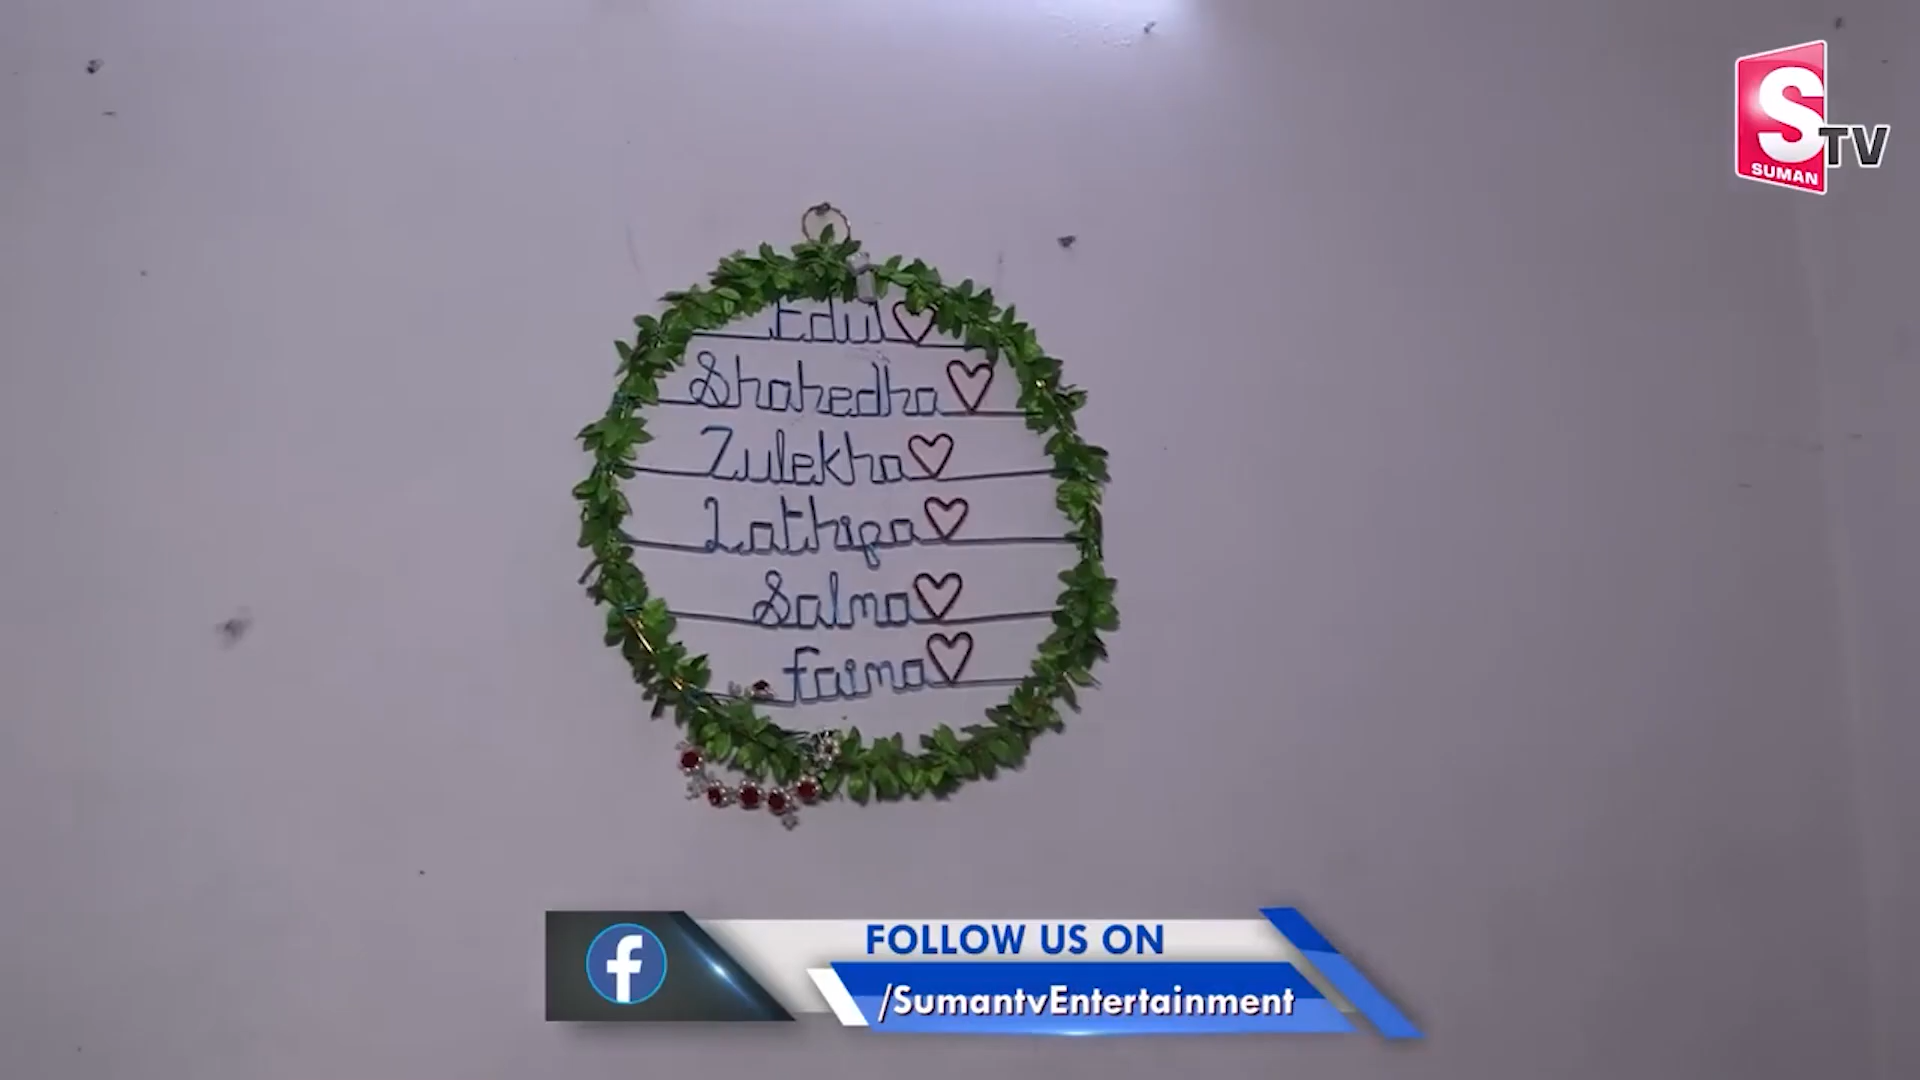 S
TV
SUMAN
Edul
Shahedha
Zulekha
Lathipa
Salma
Faima
FOLLOW US ON
/SumantvEntertainment